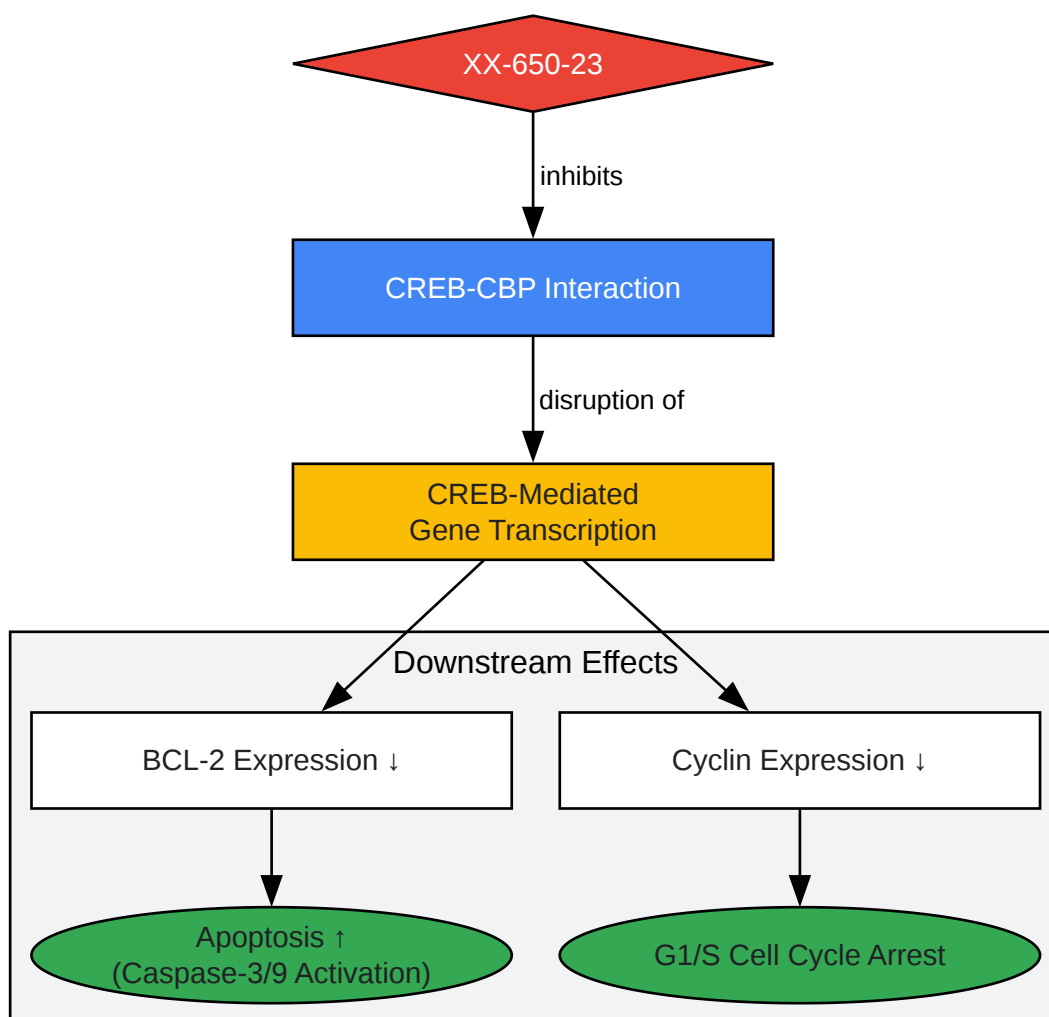 XX-650-23
inhibits
CREB-CBP Interaction
disruption of
CREB-Mediated
Gene Transcription
Downstream Effects
BCL-2 Expression ↓
Cyclin Expression ↓
Apoptosis ↑
(Caspase-3/9 Activation)
G1/S Cell Cycle Arrest